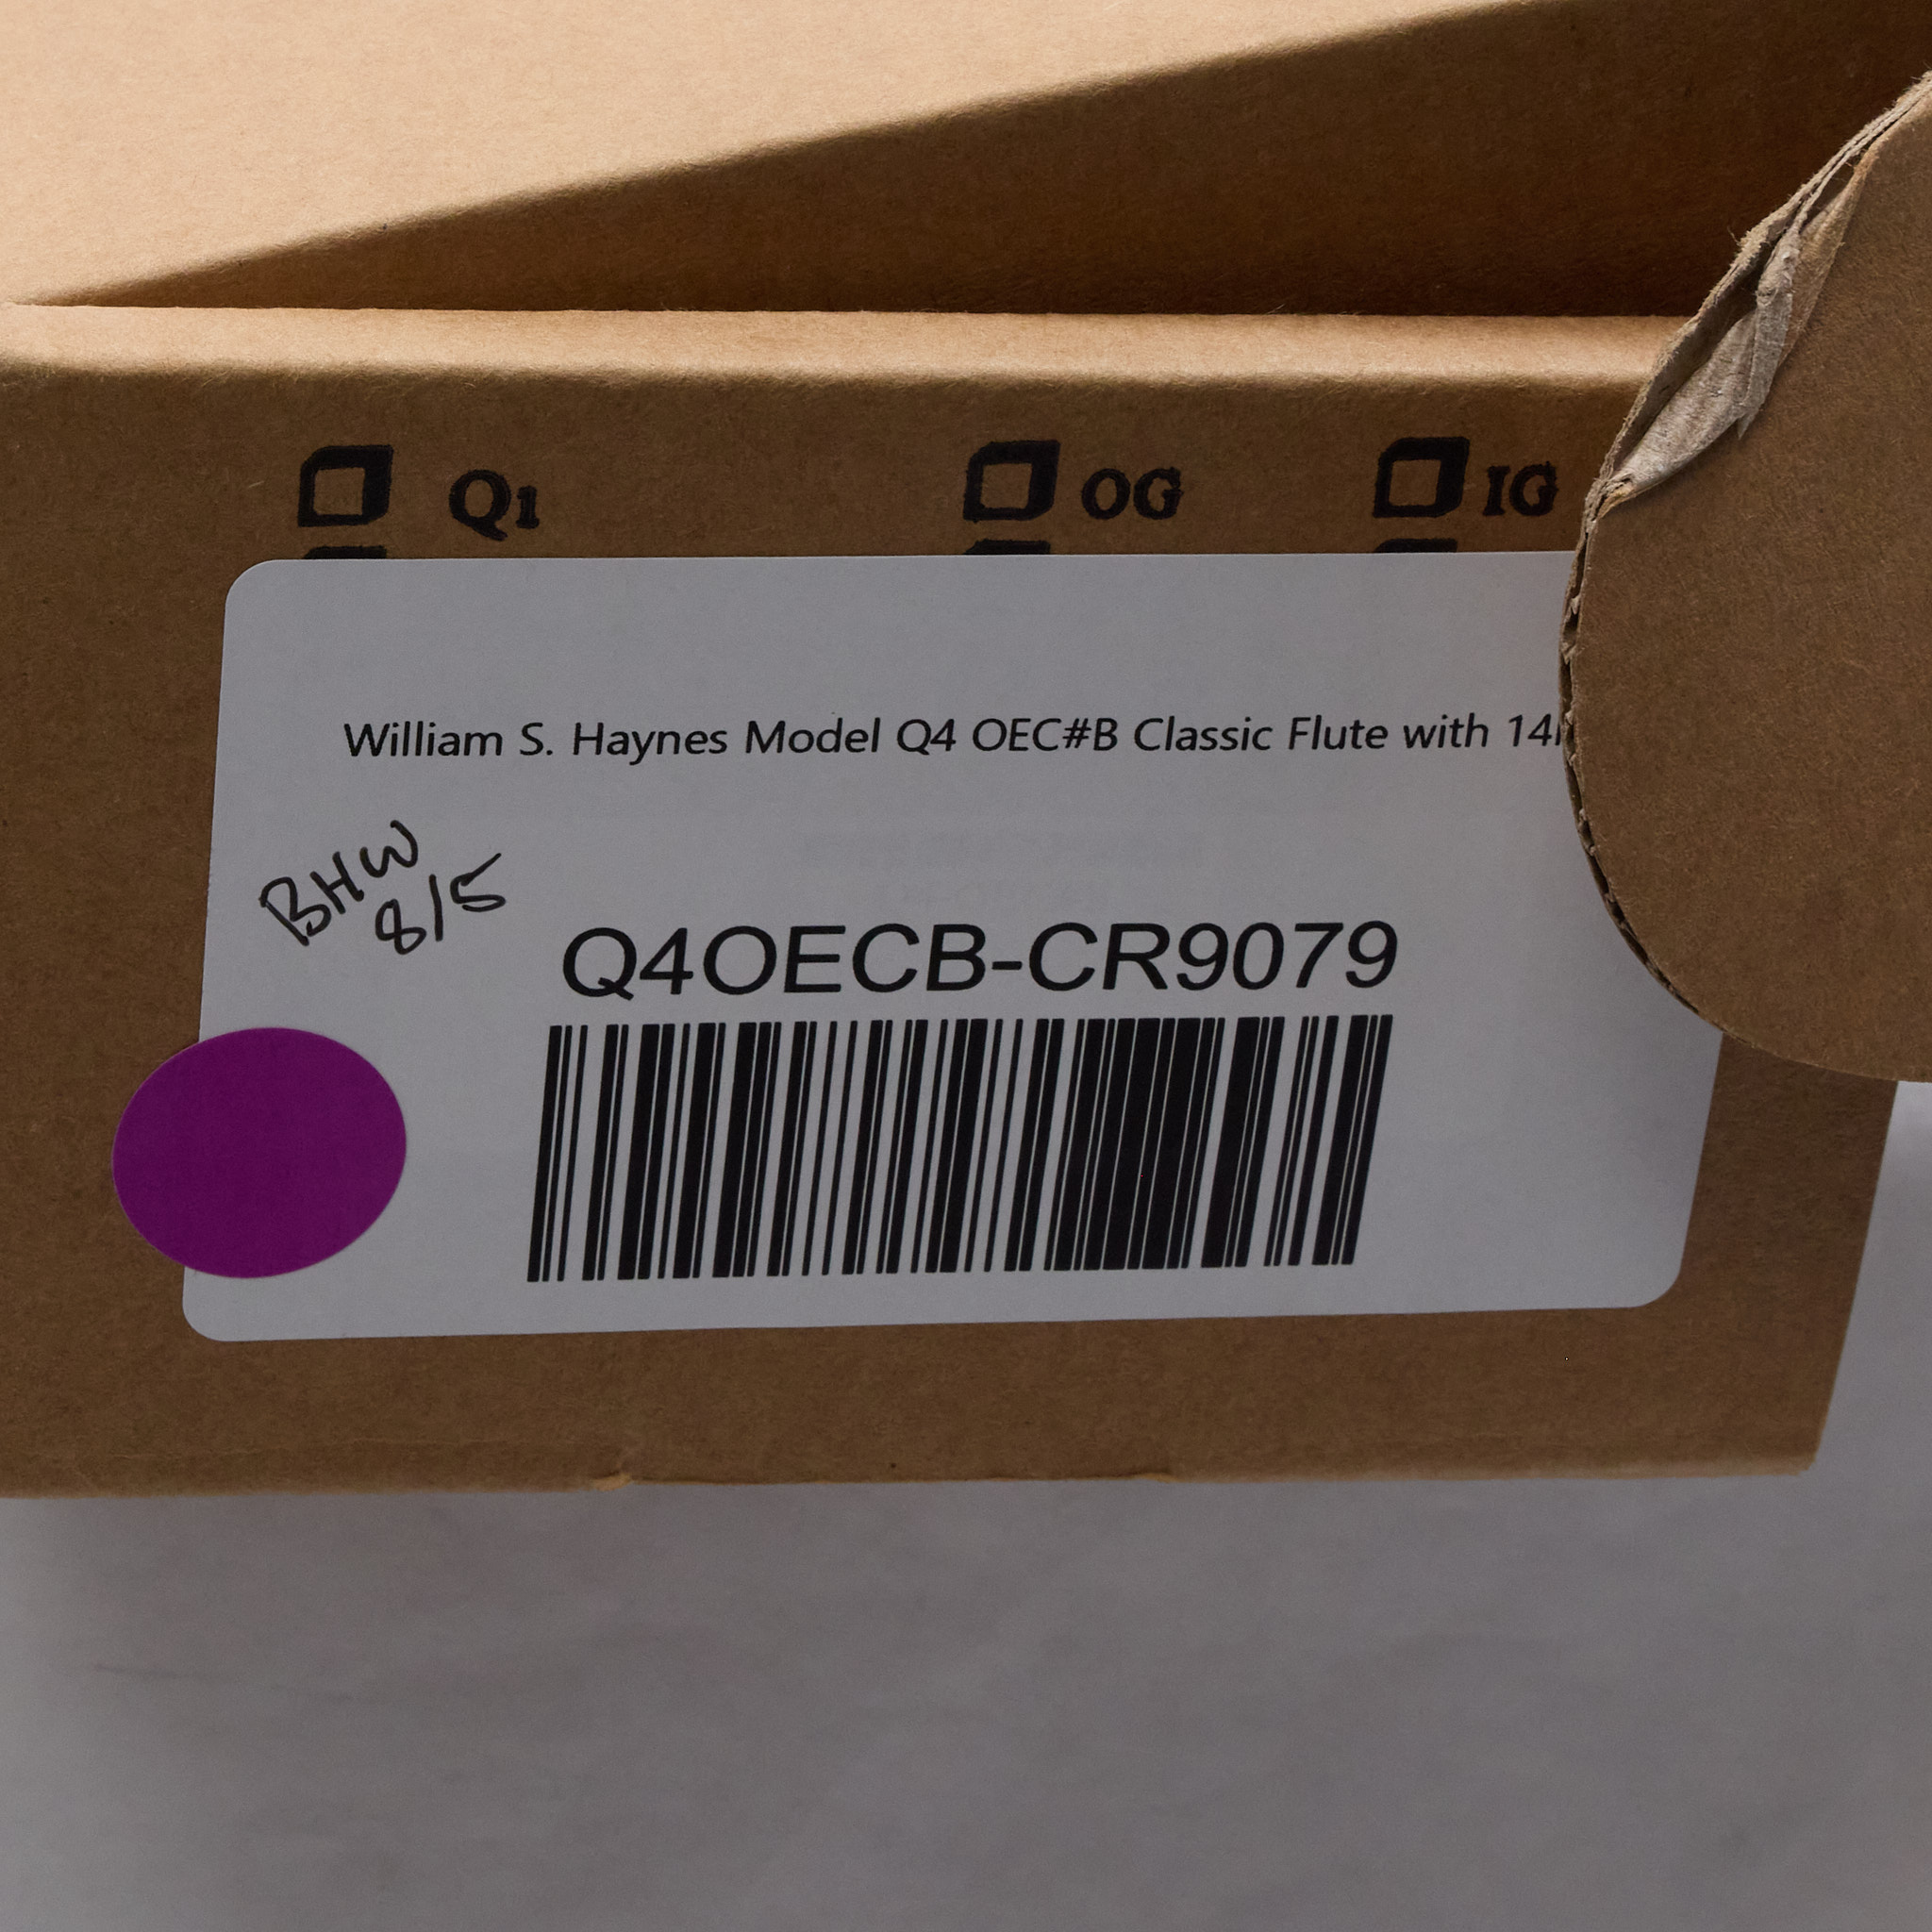 Q1 OG IG
William S. Haynes Model Q4 OEC#B Classic Flute with
BHW
8/5
Q4OECB-CR9079